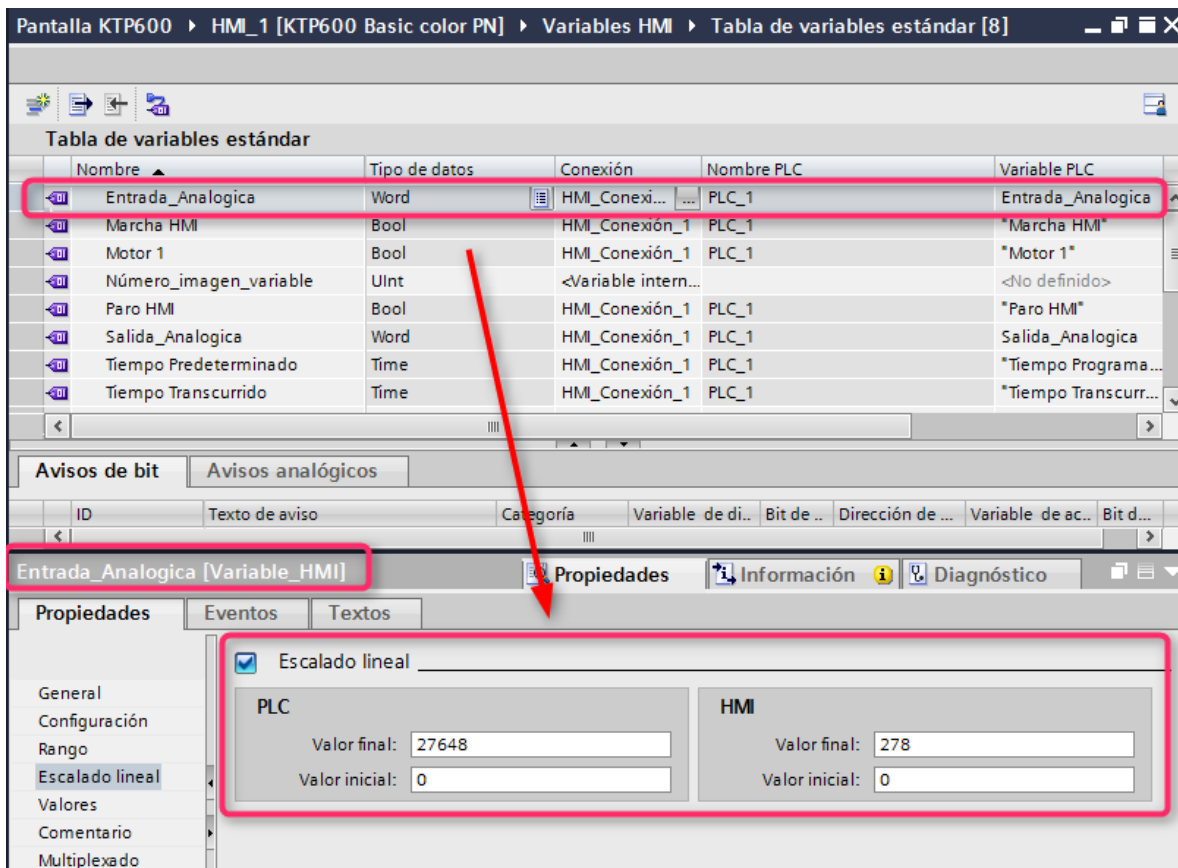 Pantalla KTP600 ▸ HMI_1 [KTP600 Basic color PN] ▸ Variables HMI ▸ Tabla de variables estándar [8]
Tabla de variables estándar
Nombre Tipo de datos Conexión Nombre PLC Variable PLC
Entrada_Analogica Word HMI_Conexi... ... PLC_1 Entrada_Analogica
Marcha HMI Bool HMI_Conexión_1 PLC_1 "Marcha HMI"
Motor 1 Bool HMI_Conexión_1 PLC_1 "Motor 1"
Número_imagen_variable UInt <Variable intern... <No definido>
Paro HMI Bool HMI_Conexión_1 PLC_1 "Paro HMI"
Salida_Analogica Word HMI_Conexión_1 PLC_1 Salida_Analogica
Tiempo Predeterminado Time HMI_Conexión_1 PLC_1 "Tiempo Programa...
Tiempo Transcurrido Time HMI_Conexión_1 PLC_1 "Tiempo Transcurr...
Avisos de bit Avisos analógicos
ID Texto de aviso Categoría Variable de di.. Bit de .. Dirección de ... Variable de ac.. Bit d...
Entrada_Analogica [Variable_HMI] Propiedades Información Diagnóstico
Propiedades Eventos Textos
Escalado lineal
General
Configuración
Rango
Escalado lineal
Valores
Comentario
Multiplexado
PLC
Valor final: 27648
Valor inicial: 0
HMI
Valor final: 278
Valor inicial: 0